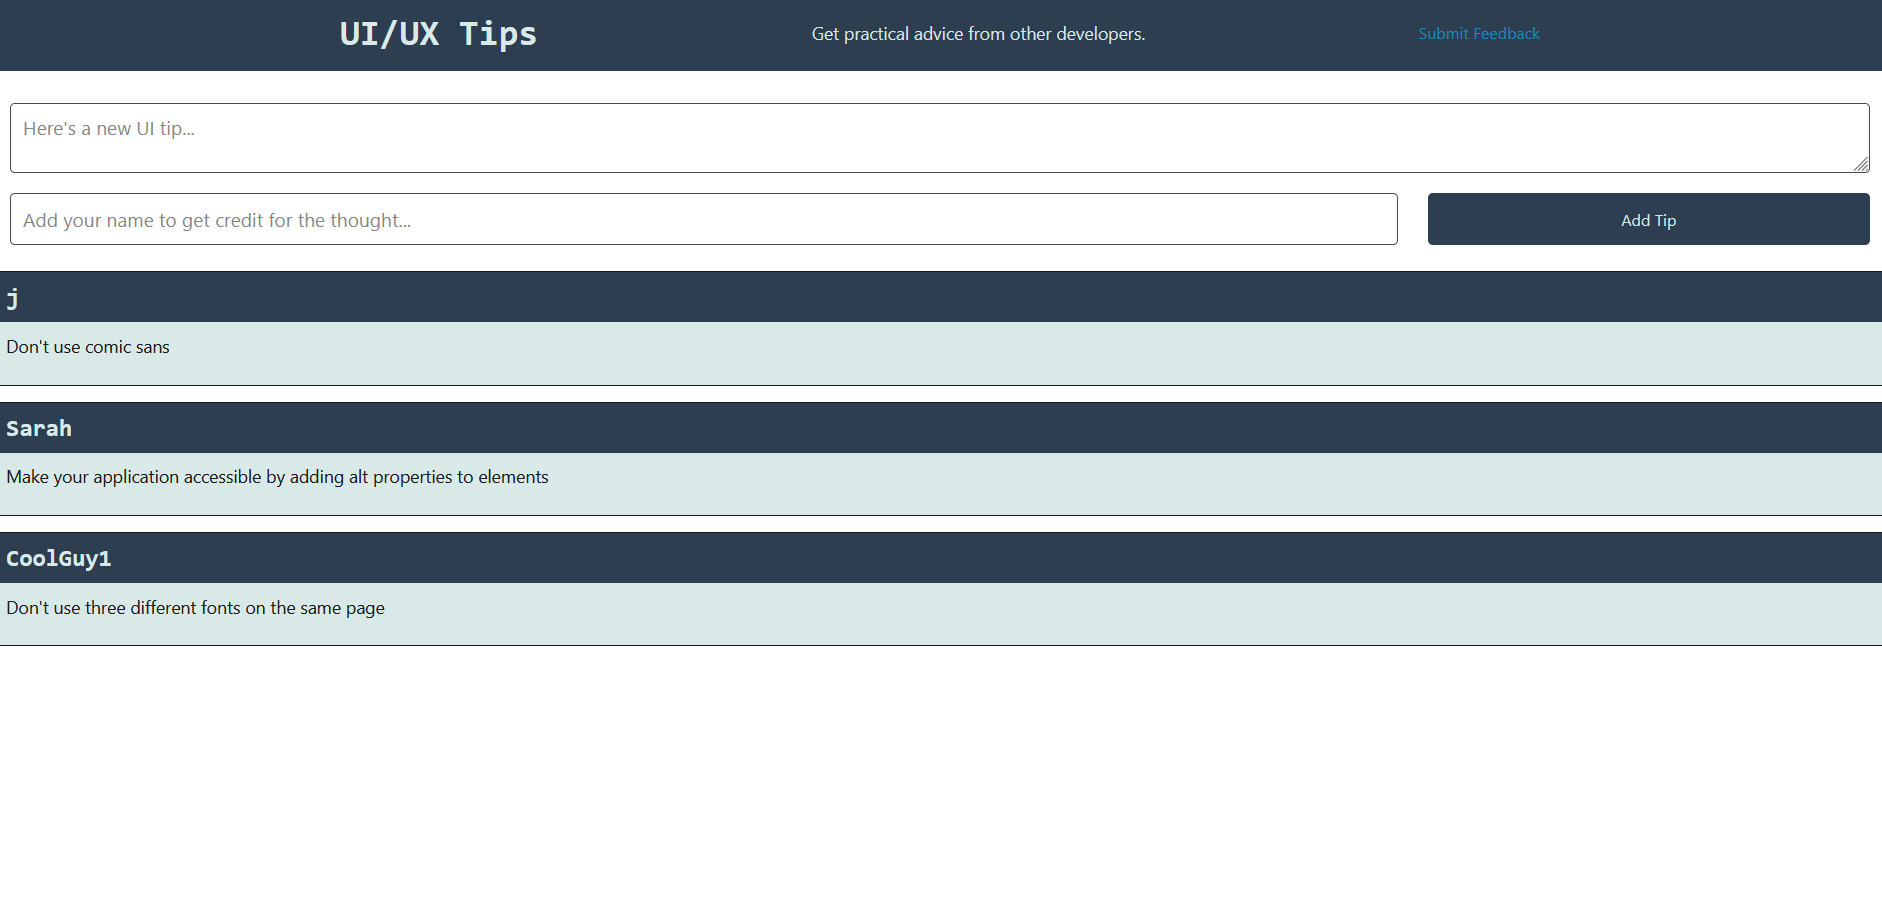 UI/UX Tips
Get practical advice from other developers.
Submit Feedback
Here's a new UI tip...
Add your name to get credit for the thought...
Add Tip
j
Don't use comic sans
Sarah
Make your application accessible by adding alt properties to elements
CoolGuy1
Don't use three different fonts on the same page